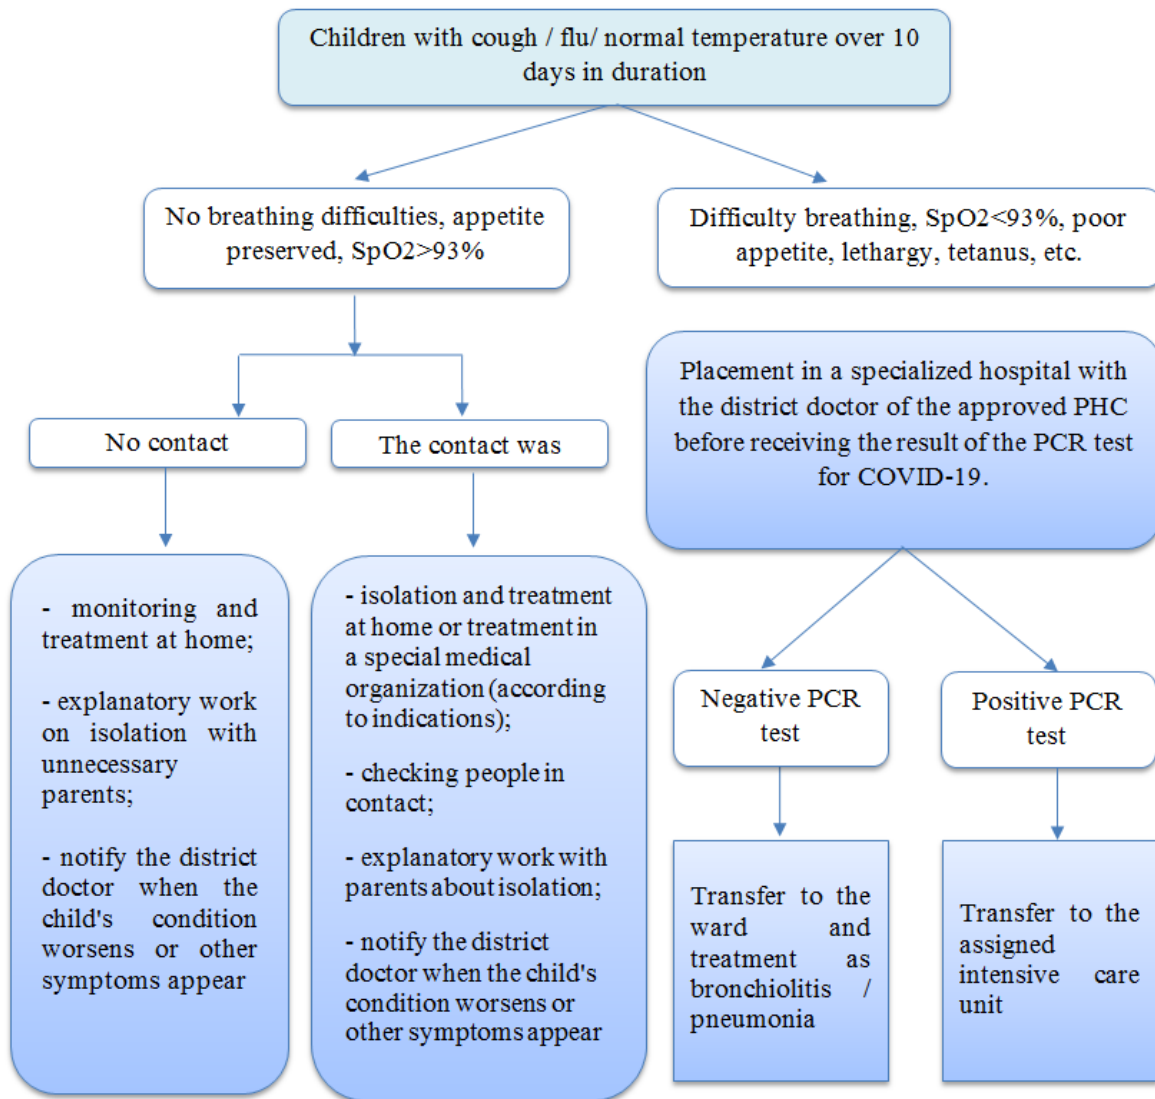 Children with cough / flu/ normal temperature over 10
days in duration
No breathing difficulties, appetite
preserved, SpO2>93%
Difficulty breathing, SpO2<93%, poor
appetite, lethargy, tetanus, etc.
No contact
The contact was
Placement in a specialized hospital with
the district doctor of the approved PHC
before receiving the result of the PCR test
for COVID-19.
- monitoring and
treatment at home;
- explanatory work
on isolation with
unnecessary
parents;
- notify the district
doctor when the
child's condition
worsens or other
symptoms appear
- isolation and treatment
at home or treatment in
a special medical
organization (according
to indications);
- checking people in
contact;
- explanatory work with
parents about isolation;
- notify the district
doctor when the child's
condition worsens or
other symptoms appear
Negative PCR
test
Positive PCR
test
Transfer to the
ward and
treatment as
bronchiolitis /
pneumonia
Transfer to the
assigned
intensive care
unit